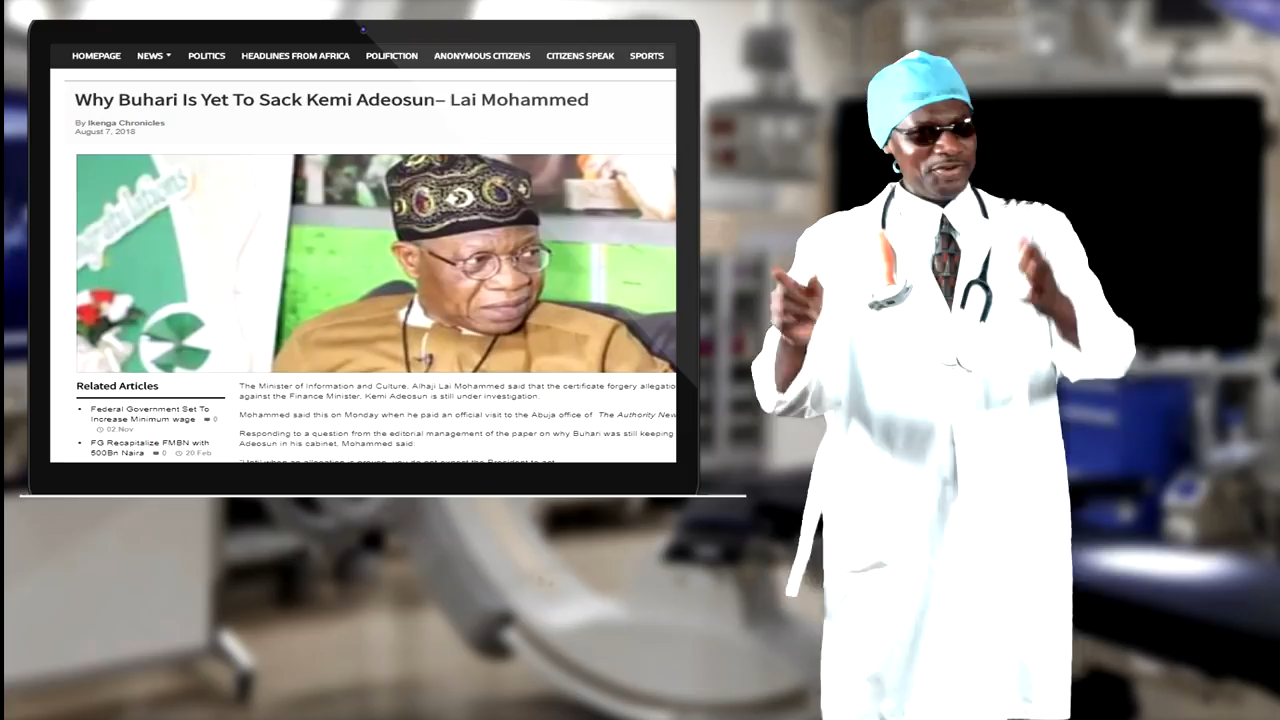 HOMEPAGE NEWS POLITICS HEADLINES FROM AFRICA POLIFICTION ANONYMOUS CITIZENS CITIZENS SPEAK SPORTS
Why Buhari Is Yet To Sack Kemi Adeosun– Lai Mohammed
By Ikenga Chronicles
August 7, 2018
Related Articles
Federal Government Set To
Increase Minimum wage 0
02 Nov
FG Recapitalize FMBN with
500Bn Naira 0 20 Feb
The Minister of Information and Culture, Alhaji Lai Mohammed said that the certificate forgery allegatio
against the Finance Minister, Kemi Adeosun is still under investigation.
Mohammed said this on Monday when he paid an official visit to the Abuja office of The Authority New
Responding to a question from the editorial management of the paper on why Buhari was still keeping
Adeosun in his cabinet, Mohammed said: